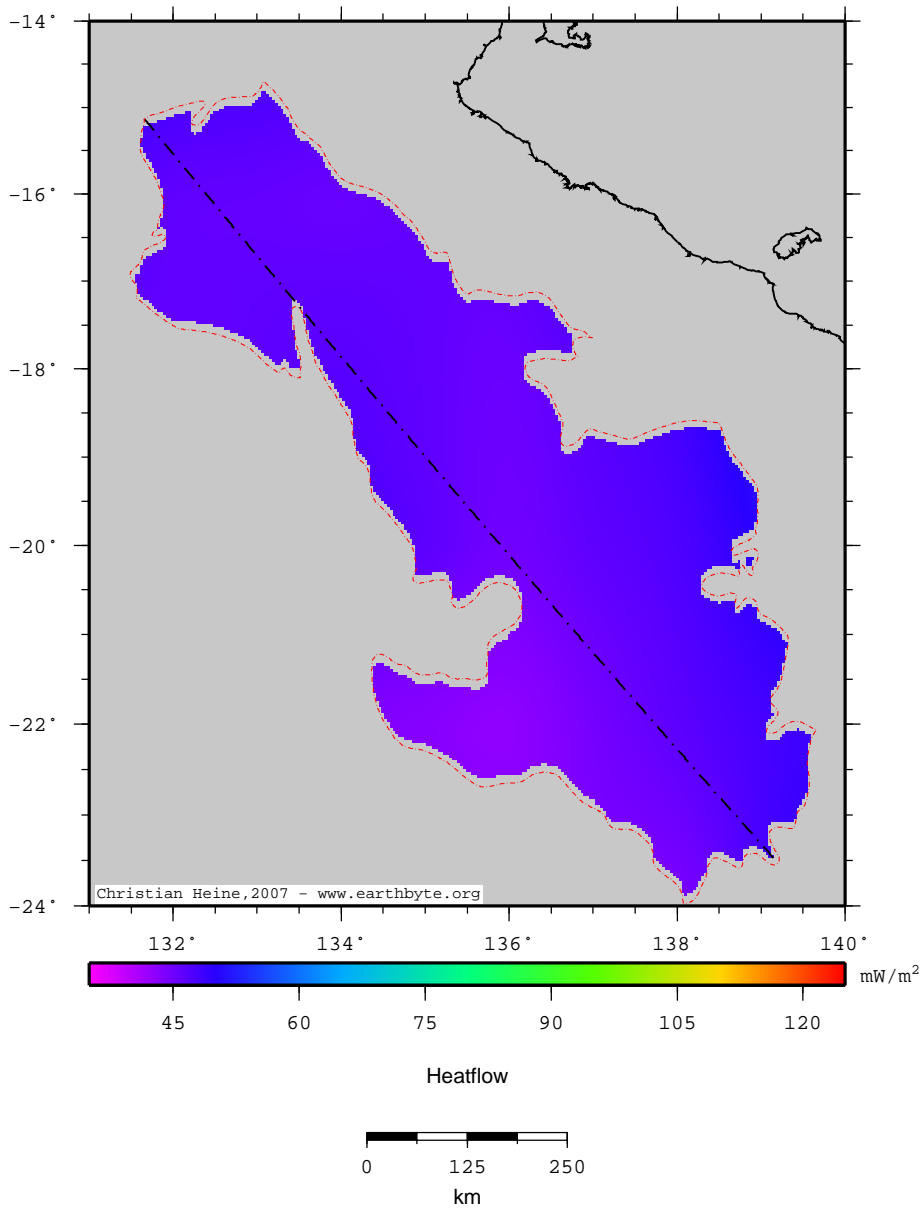 −14˚
−16˚
−18˚
−20˚
−22˚
−24˚
Christian Heine,2007 − www.earthbyte.org
132˚ 134˚ 136˚ 138˚ 140˚
mW/m²
45 60 75 90 105 120
Heatflow
0 125 250
km